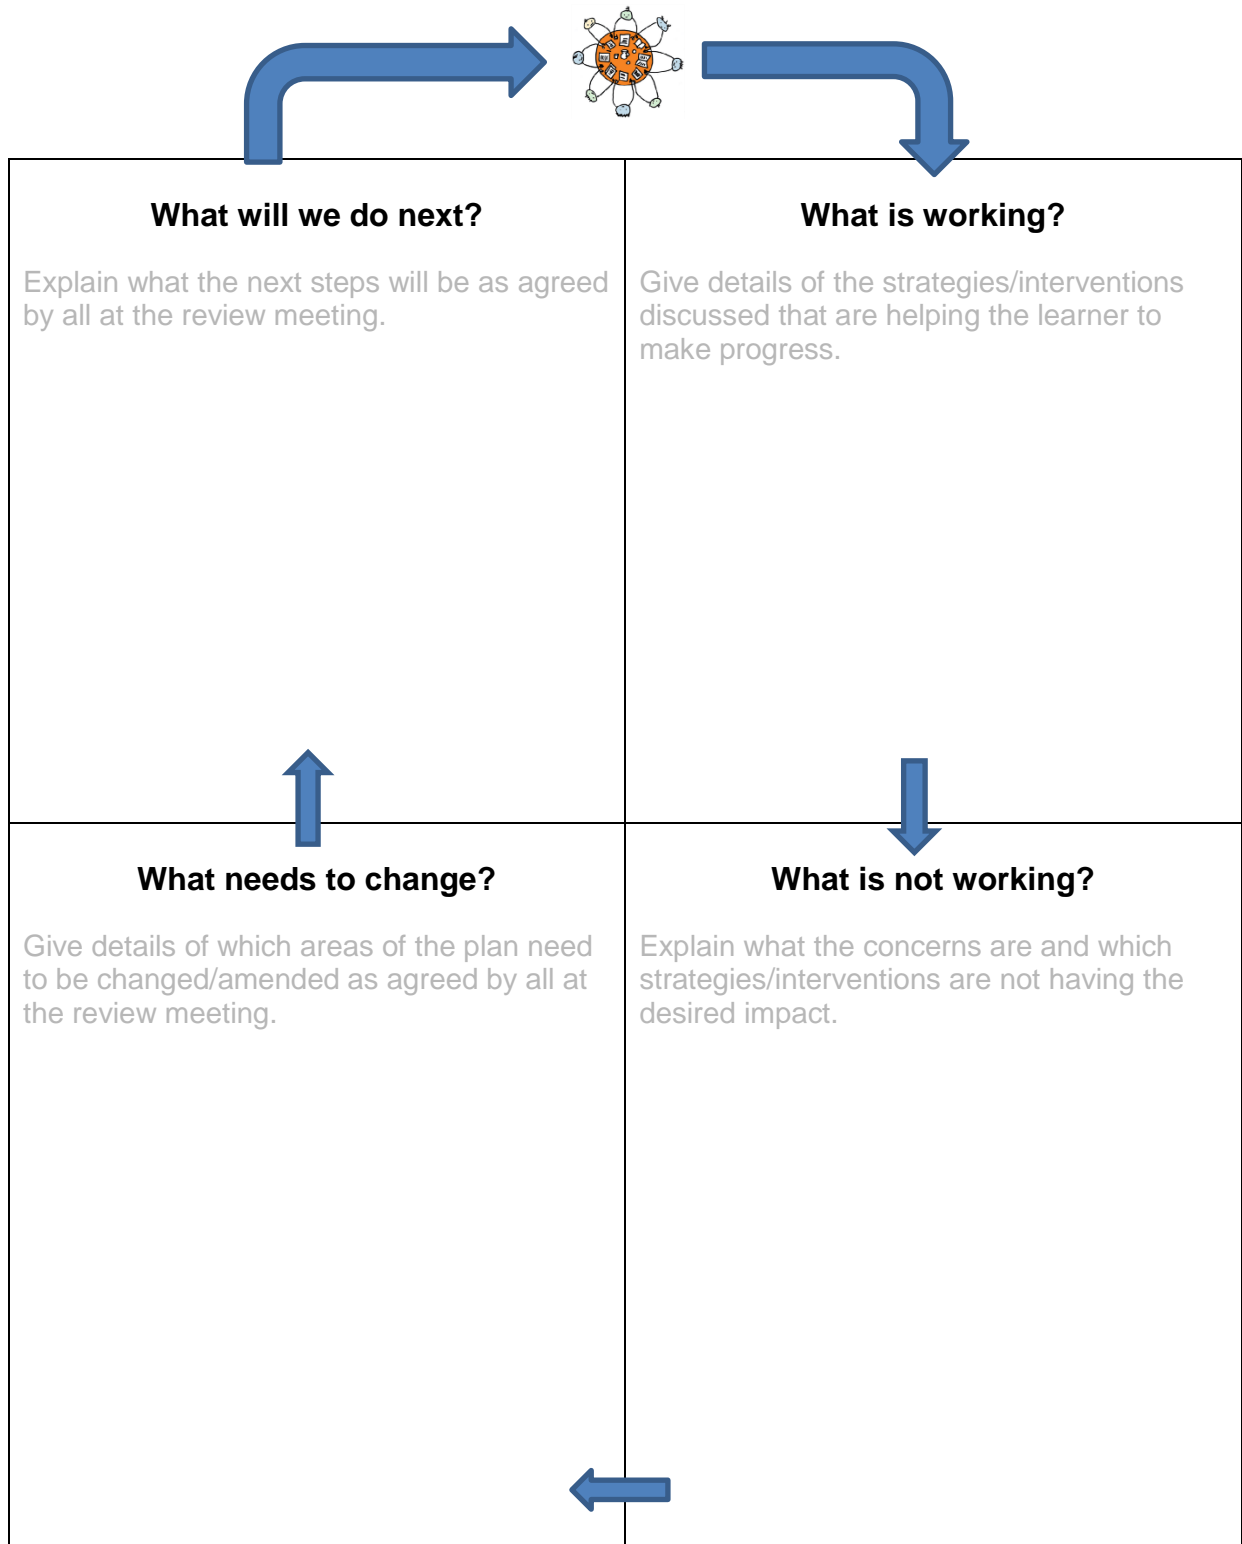 What will we do next?
Explain what the next steps will be as agreed
by all at the review meeting.
What is working?
Give details of the strategies/interventions
discussed that are helping the learner to
make progress.
What needs to change?
Give details of which areas of the plan need
to be changed/amended as agreed by all at
the review meeting.
What is not working?
Explain what the concerns are and which
strategies/interventions are not having the
desired impact.